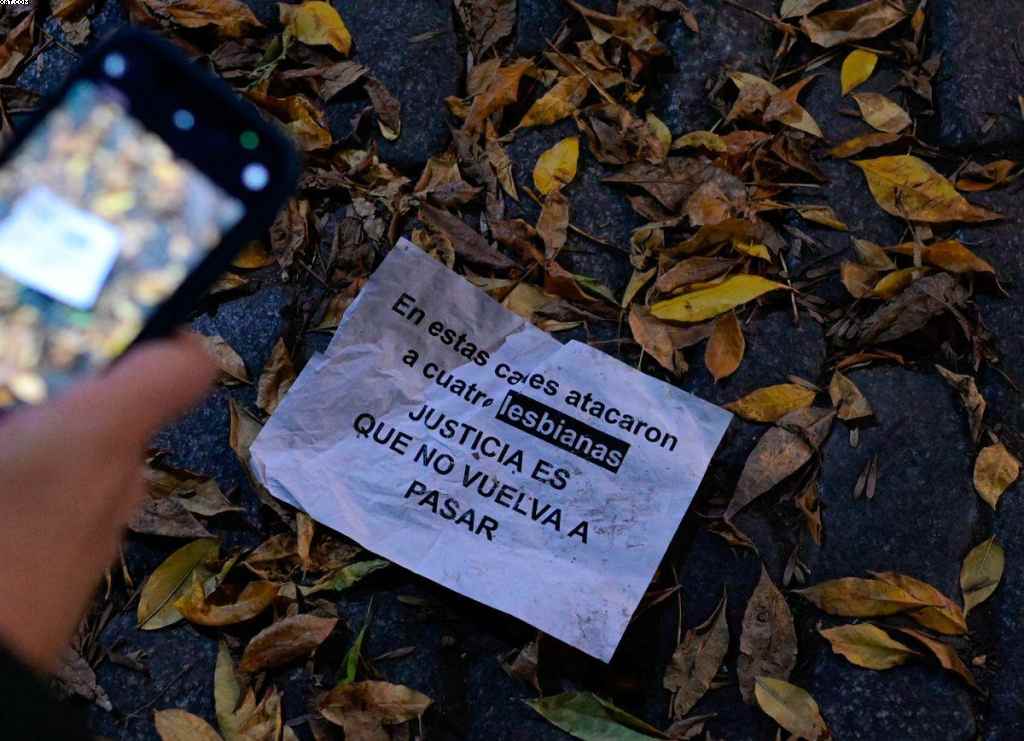 En estas calles atacaron
a cuatro lesbianas
JUSTICIA ES
QUE NO VUELVA A
PASAR